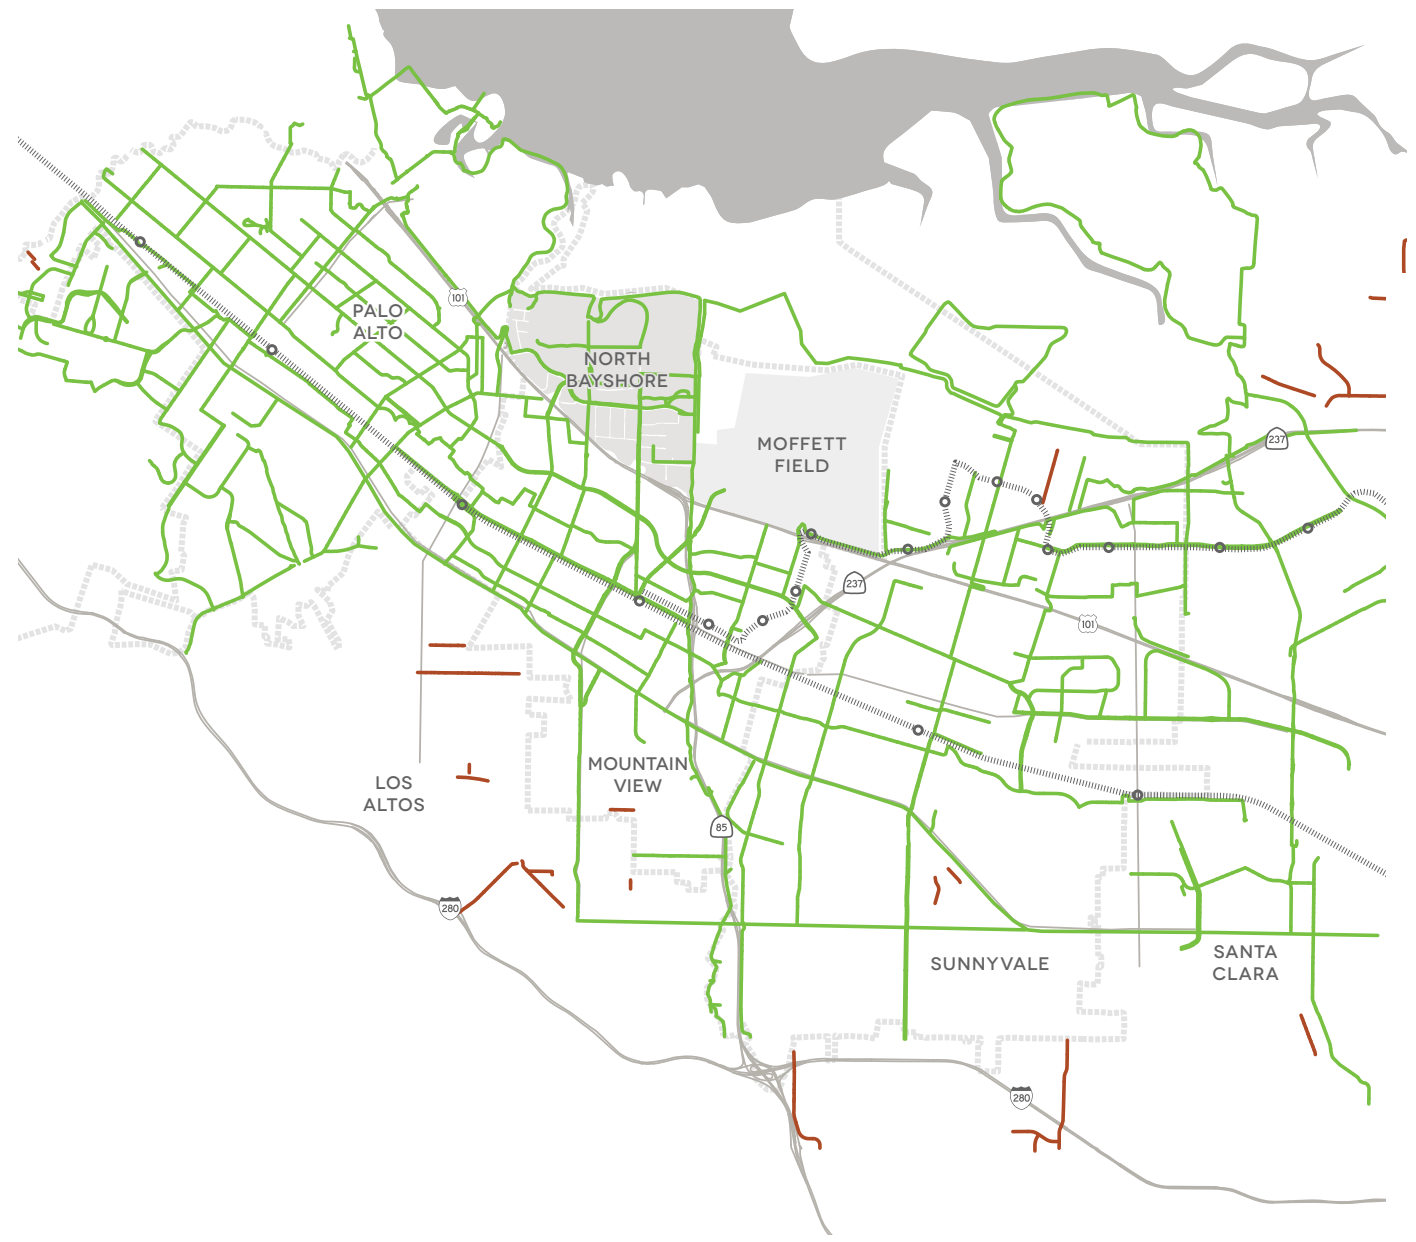 101
PALO
ALTO
NORTH
BAYSHORE
MOFFETT
FIELD
237
237
101
LOS
ALTOS
MOUNTAIN
VIEW
85
280
SUNNYVALE
SANTA
CLARA
280